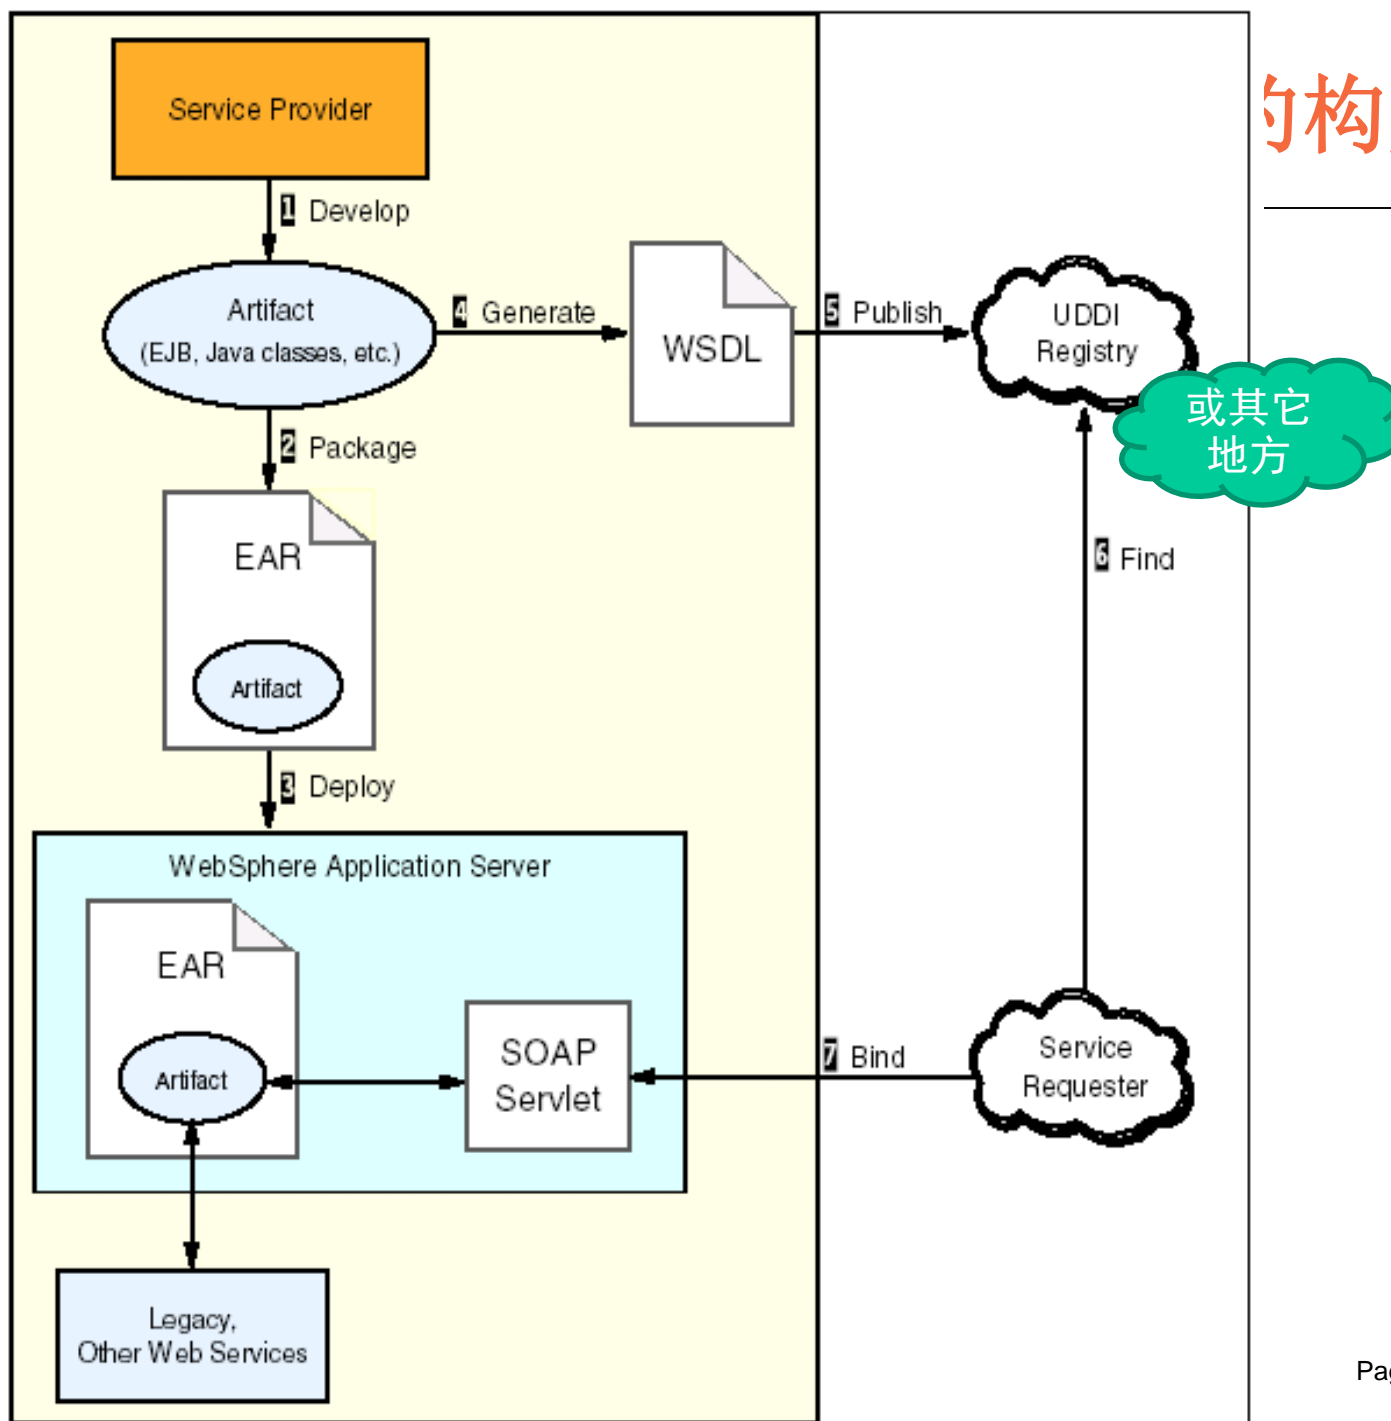 的构
Service Provider
1 Develop
Artifact
(EJB, Java classes, etc.)
4 Generate
WSDL
5 Publish
UDDI
Registry
或其它
地方
2 Package
EAR
Artifact
6 Find
3 Deploy
WebSphere Application Server
EAR
Artifact
SOAP
Servlet
7 Bind
Service
Requester
Legacy,
Other Web Services
Pag